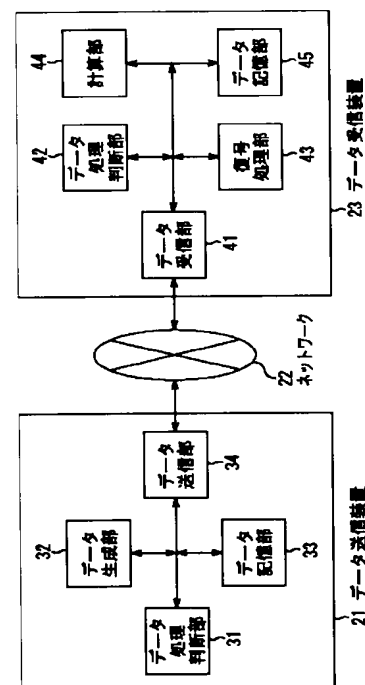 データ
処理
判断部
31
32
データ
生成部
データ
記憶部
33
データ
送信部
34
21 データ送信装置
22
ネットワーク
データ
受信部
41
42
データ
処理
判断部
復号
処理部
43
44
計算部
データ
記憶部
45
23 データ受信装置